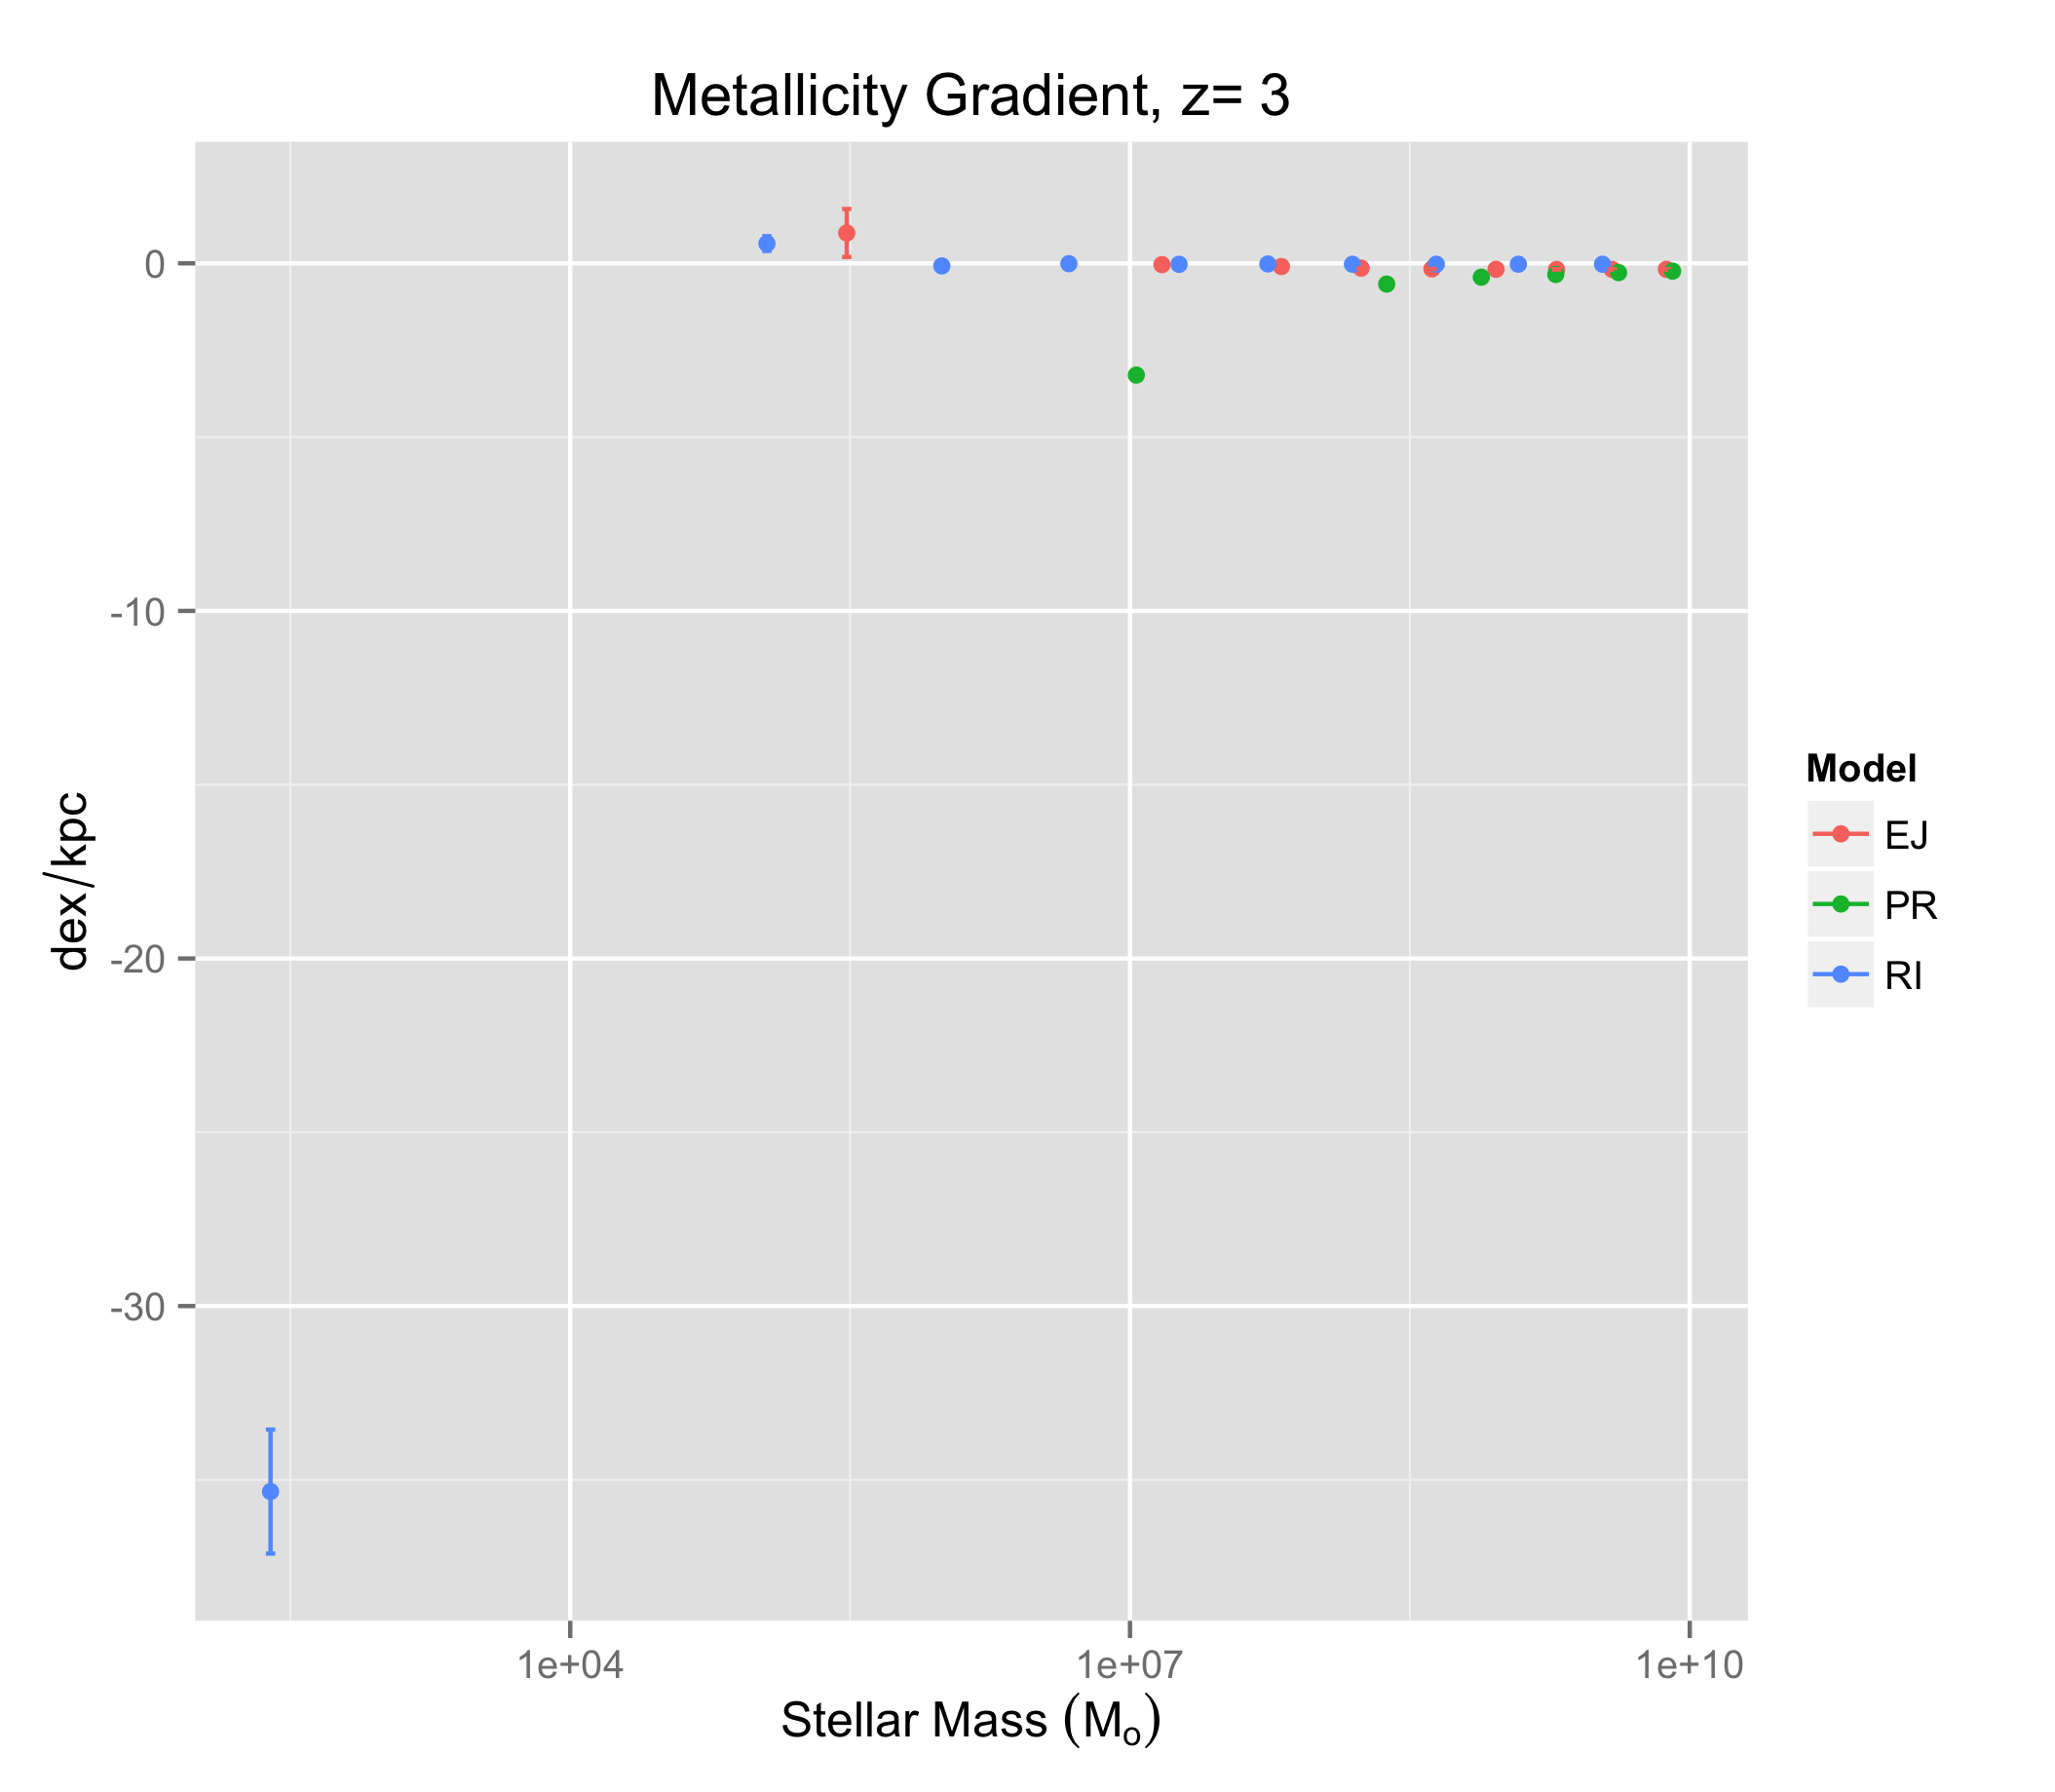 Metallicity Gradient, z= 3
0
-10
-20
-30
dex/kpc
1e+04
1e+07
1e+10
Stellar Mass (Mo)
Model
EJ
PR
RI